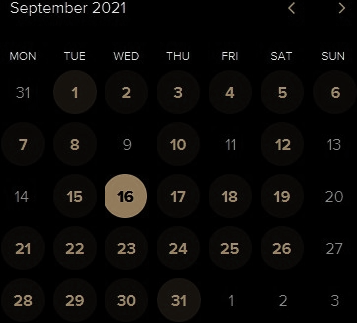 September 2021
MON TUE WED THU FRI SAT SUN
31 1 2 3 4 5 6
7 8 9 10 11 12 13
14 15 16 17 18 19 20
21 22 23 24 25 26 27
28 29 30 31 1 2 3